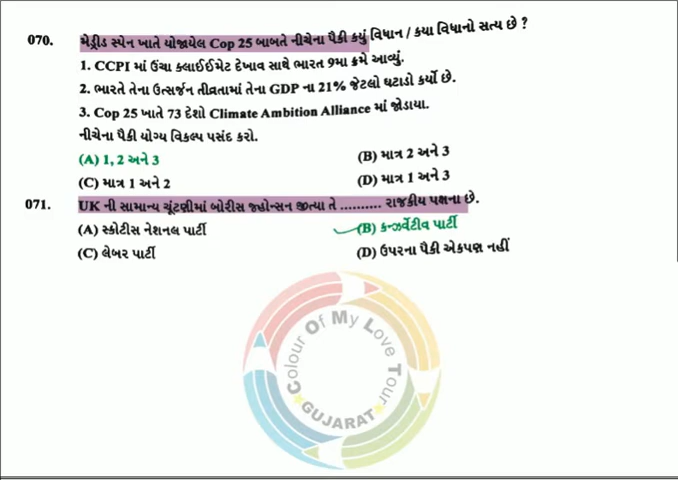 070. મેડ્રીડ સ્પેન ખાતે યોજાયેલ Cop 25 બાબતે નીચેના પૈકી કયું વિધાન / કયા વિધાનો સત્ય છે ?
1. CCPI માં ઉંચા ક્લાઈઈમેટ દેખાવ સાથે ભારત 9મા ક્રમે આવ્યું.
2. ભારતે તેના ઉત્સર્જન તીવ્રતામાં તેના GDP ના 21% જેટલો ઘટાડો કર્યો છે.
3. Cop 25 ખાતે 73 દેશો Climate Ambition Alliance માં જોડાયા.
નીચેના પૈકી યોગ્ય વિકલ્પ પસંદ કરો.
(A) 1, 2 અને 3 (B) માત્ર 2 અને 3
(C) માત્ર 1 અને 2 (D) માત્ર 1 અને 3
071. UK ની સામાન્ય ચૂંટણીમાં બોરીસ જ્હોન્સન જીત્યા તે .......... રાજકીય પક્ષના છે.
(A) સ્કોટીસ નેશનલ પાર્ટી (B) કન્ઝર્વેટીવ પાર્ટી
(C) લેબર પાર્ટી (D) ઉપરના પૈકી એકપણ નહીં
Colour Of My Love Tour
GUJARAT